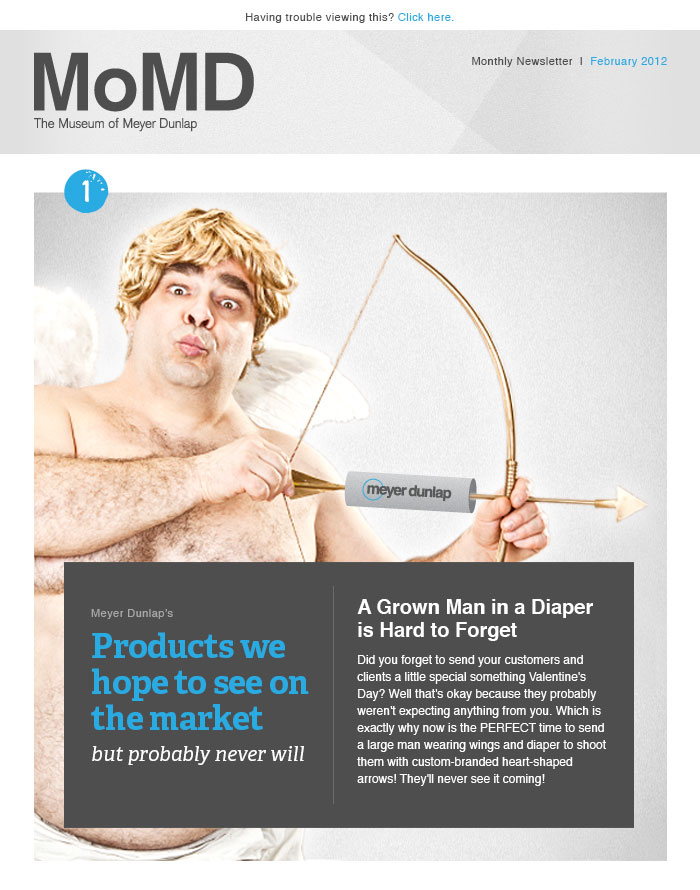 Having trouble viewing this? Click here.
MoMD
The Museum of Meyer Dunlap
Monthly Newsletter | February 2012
1
meyer dunlap
Meyer Dunlap's
Products we
hope to see on
the market
but probably never will
A Grown Man in a Diaper
is Hard to Forget
Did you forget to send your customers and
clients a little special something Valentine's
Day? Well that's okay because they probably
weren't expecting anything from you. Which is
exactly why now is the PERFECT time to send
a large man wearing wings and diaper to shoot
them with custom-branded heart-shaped
arrows! They'll never see it coming!